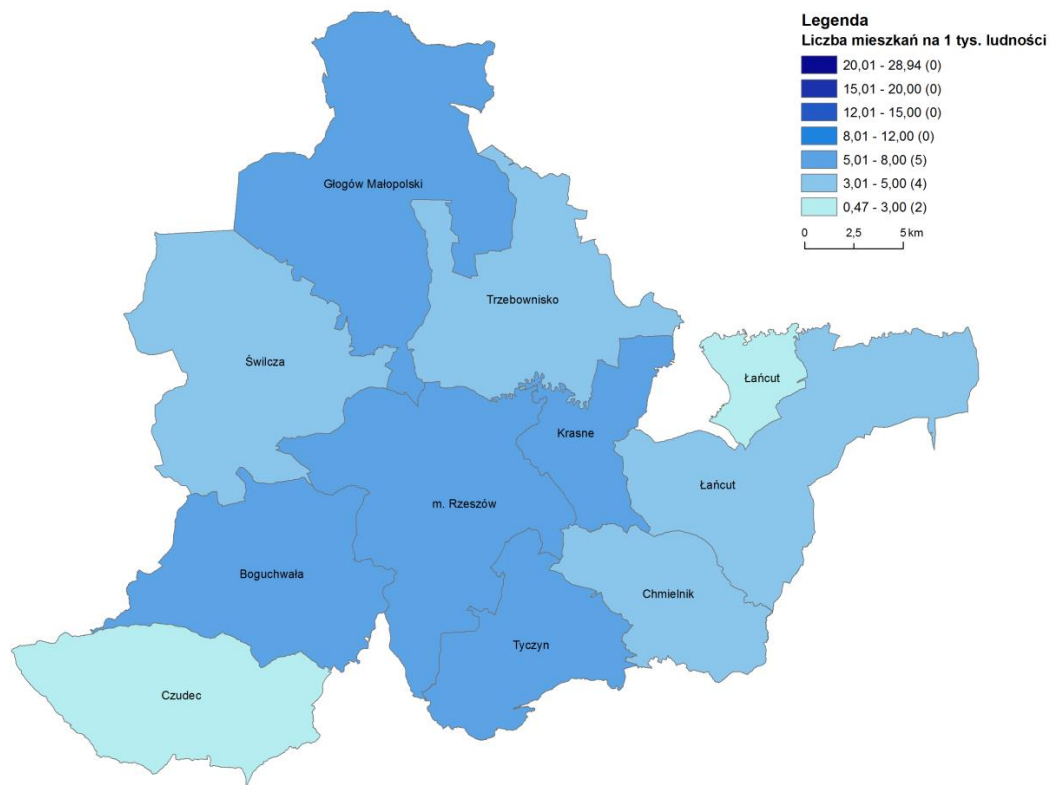 Legenda
Liczba mieszkań na 1 tys. ludności
20,01 - 28,94 (0)
15,01 - 20,00 (0)
12,01 - 15,00 (0)
8,01 - 12,00 (0)
5,01 - 8,00 (5)
3,01 - 5,00 (4)
0,47 - 3,00 (2)
0 2,5 5 km
Głogów Małopolski
Trzebownisko
Świlcza
Łańcut
Krasne
Łańcut
m. Rzeszów
Boguchwała
Chmielnik
Tyczyn
Czudec